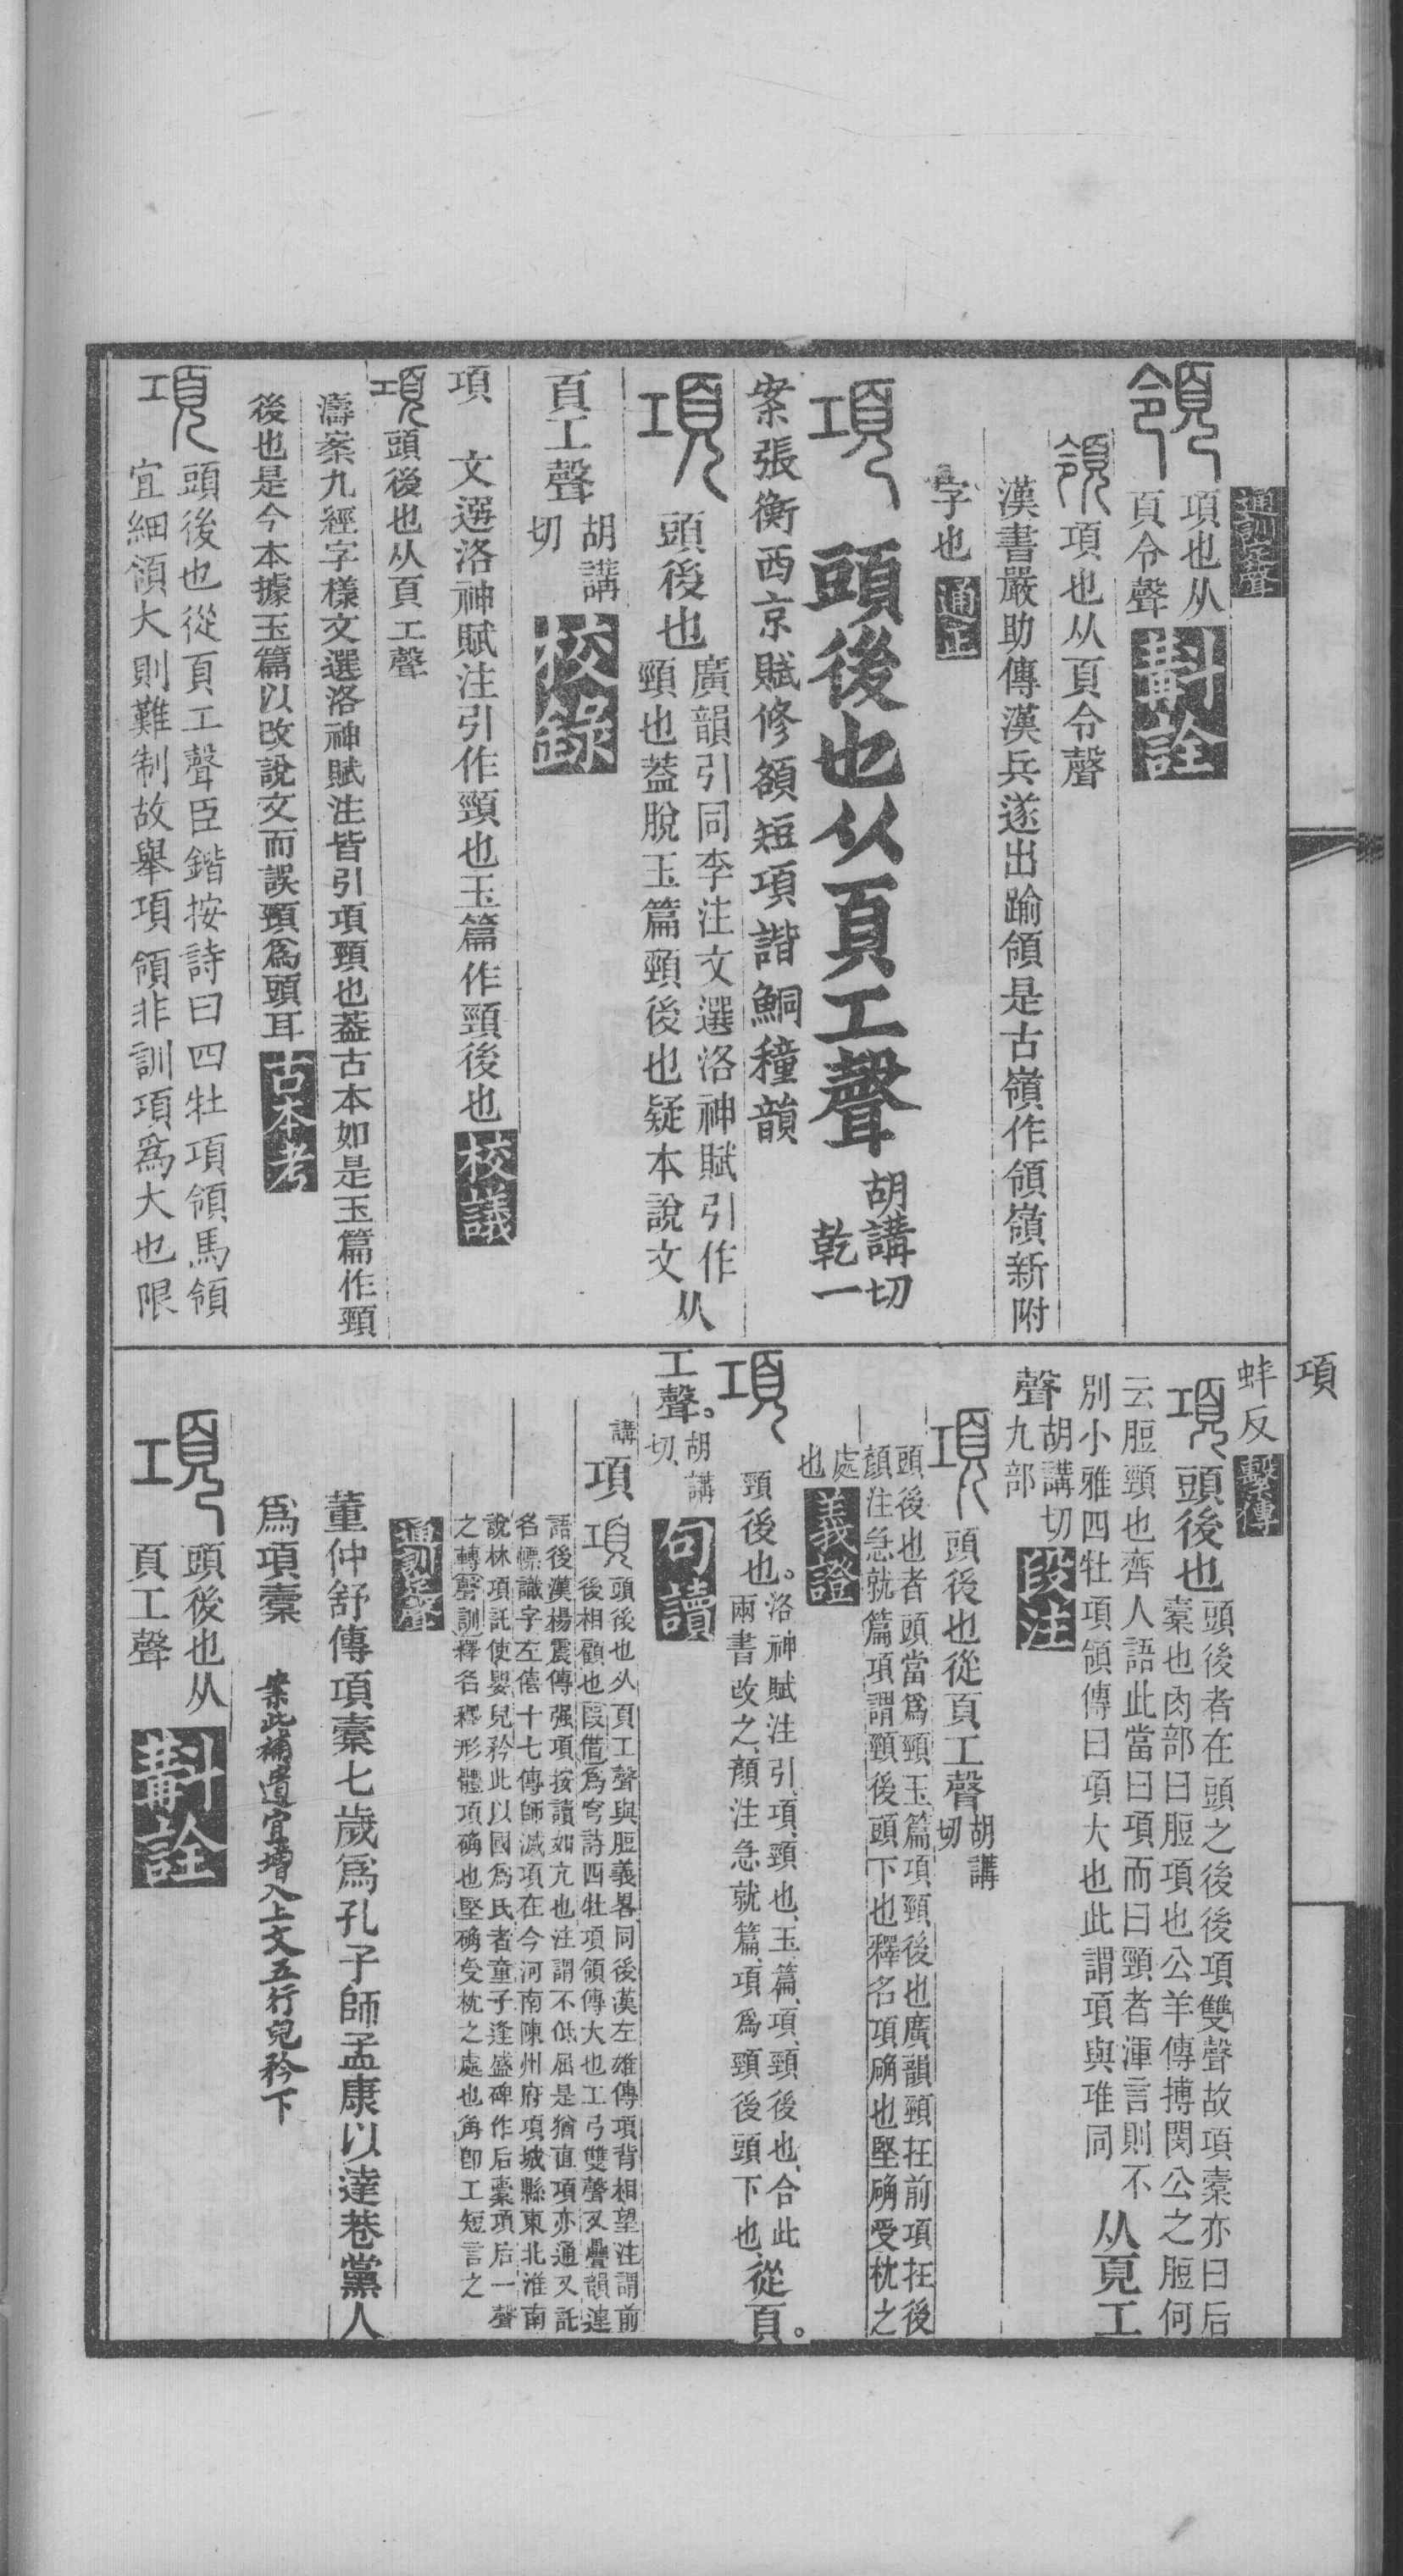 通訓定聲
領
項也从
頁令聲
斠詮
領項也从頁令聲
漢書嚴助傳漢兵遂出踰領是古嶺作領嶺新附
字也
通正
項
頭後也从頁工聲
胡講切
乾一
案張衡西京賦修額短項諧鮦穜韻
項
頭後也
廣韻引同李注文選洛神賦引作
頸也葢脫玉篇頸後也疑本說文
从
頁工聲
胡講
切
校錄
項 文選洛神賦注引作頸也玉篇作頸後也
校議
項頭後也从頁工聲
濤案九經字樣文選洛神賦注皆引項頸也葢古本如是玉篇作頸
後也是今本據玉篇以改說文而誤頸爲頭耳
古本考
項
頭後也從頁工聲臣鍇按詩曰四牡項領馬領
宜細領大則難制故舉項領非訓項爲大也限
項
蚌反
繫傳
項頭後也
頭後者在頭之後後項雙聲故項槖亦曰后
槖也肉部曰脰項也公羊傳搏閔公之脰何
云脰頸也齊人語此當曰項而曰頸者渾言則不
別小雅四牡項領傳曰項大也此謂項與琟同
从頁工
聲
胡講切
九部
段注
項
頭後也從頁工聲
胡講
切
頭後也者頭當爲頸玉篇項頸後也廣韻頸在前項在後
顏注急就篇項謂頸後頭下也釋名項确也堅确受枕之
處
也
義證
項
頸後也。
洛神賦注引、項、頸也、玉篇、項、頸後也、合此
兩書改之、顏注急就篇、項爲頸後頭下也、
從頁。
工聲。
胡講
切、
句讀
講
項
項
頭後也从頁工聲與脰義畧同後漢左雄傳項背相望注謂前
後相顧也叚借爲穹詩四牡項領傳大也工弓雙聲又疊韻連
語後漢楊震傳强項按讀如亢也注謂不低屈是猶直項亦通又託
名幖識字左僖十七傳師滅項在今河南陳州府項城縣東北淮南
說林項託使嬰兒矜此以國爲氏者童子逢盛碑作后槖項后一聲
之轉聲訓釋名釋形體項确也堅确受枕之處也角卽工短言之
通訓定聲
董仲舒傳項槖七歲爲孔子師孟康以達巷黨人
爲項槖
案此補遺宜增入上文五行兒矜下
項
頭後也从
頁工聲
斠詮